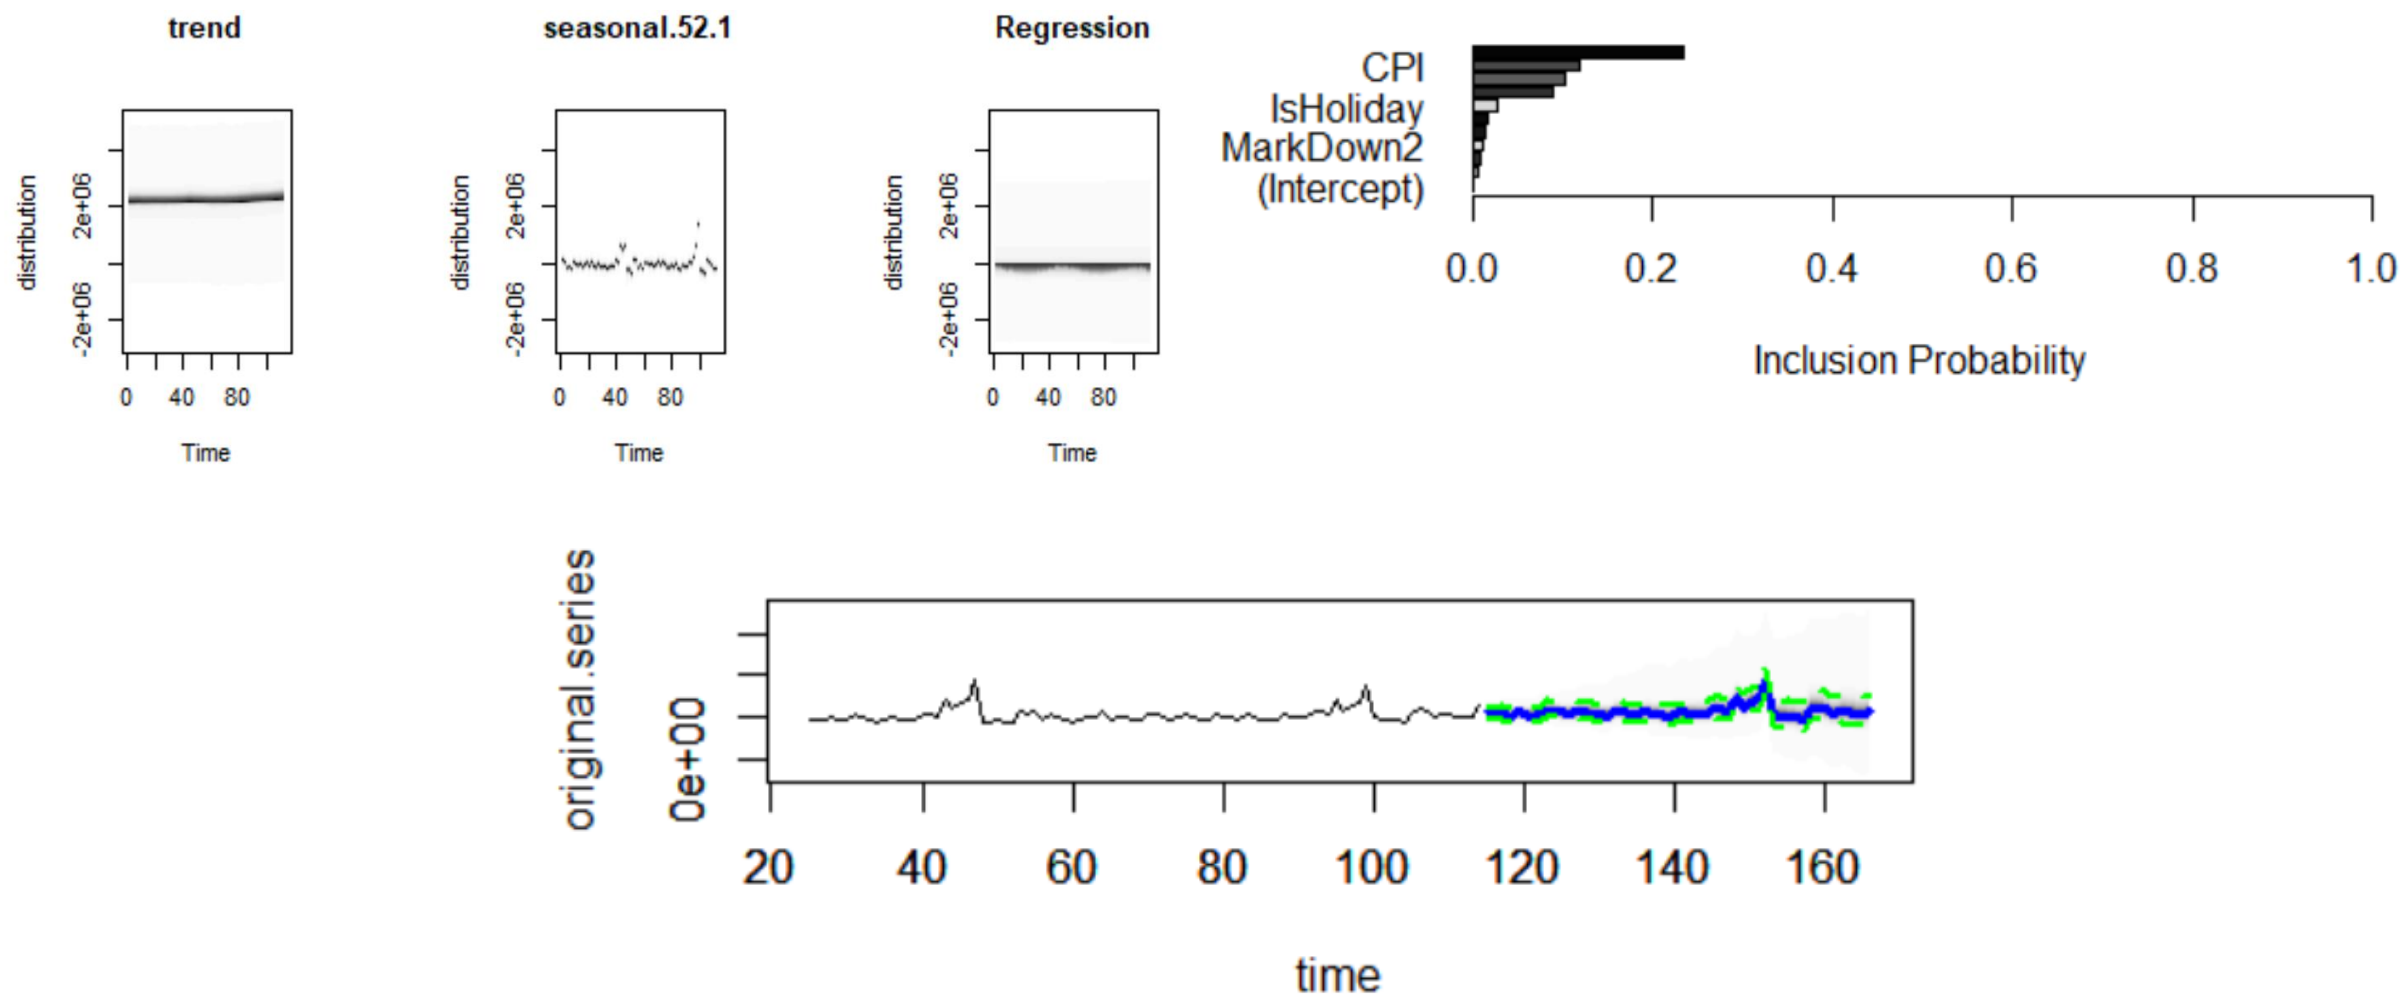 trend
distribution
2e+06
-2e+06
0 40 80
Time
seasonal.52.1
distribution
2e+06
-2e+06
0 40 80
Time
Regression
distribution
2e+06
-2e+06
0 40 80
Time
CPI
IsHoliday
MarkDown2
(Intercept)
0.0 0.2 0.4 0.6 0.8 1.0
Inclusion Probability
original.series
0e+00
20 40 60 80 100 120 140 160
time